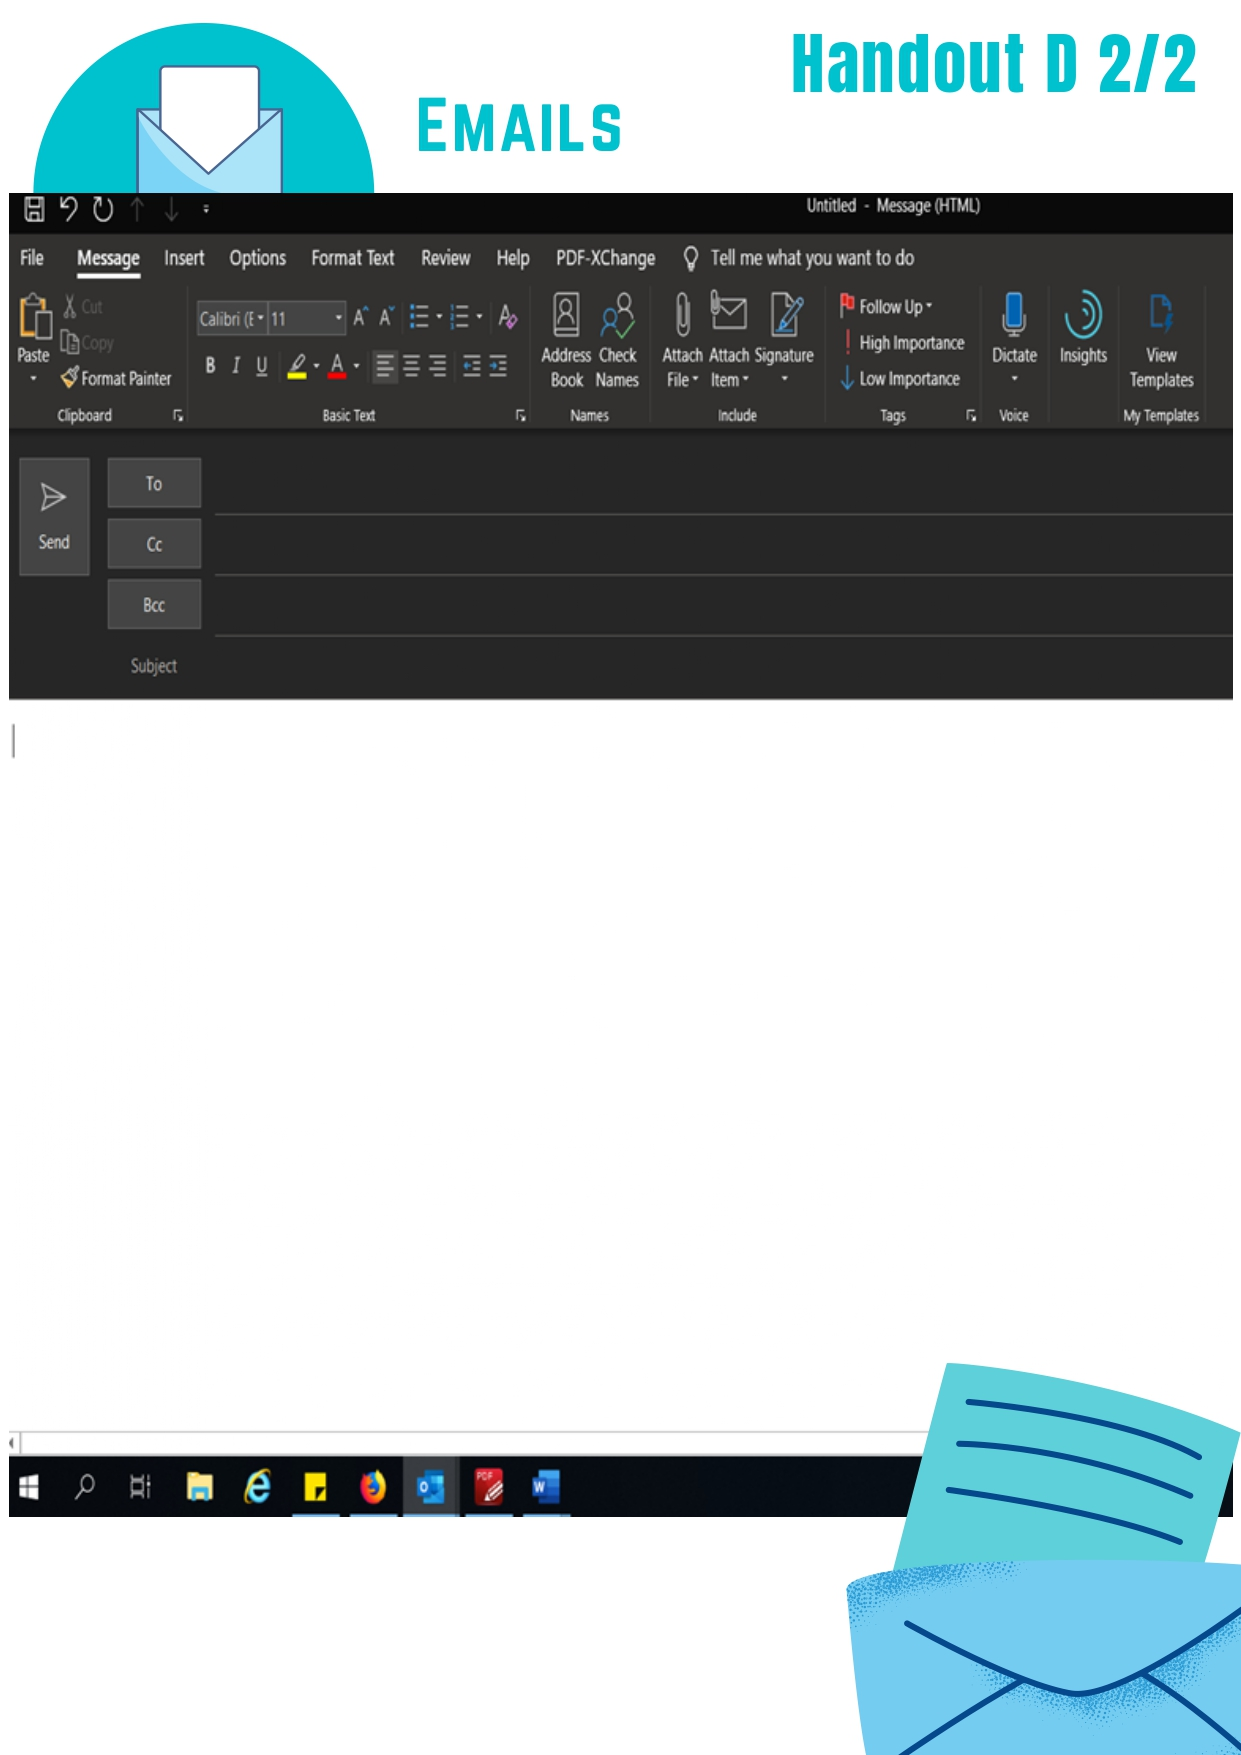 Handout D 2/2
EMAILS
Untitled - Message (HTML)
File Message Insert Options Format Text Review Help PDF-XChange Tell me what you want to do
Cut
Calibri (E 11
Follow Up
Copy
High Importance
Paste
Address Check
Attach Attach Signature
Dictate
Insights
View
B I U
Format Painter
Book Names
File Item
Low Importance
Templates
Clipboard
Basic Text
Names
Include
Tags
Voice
My Templates
To
Send
Cc
Bcc
Subject
PDF